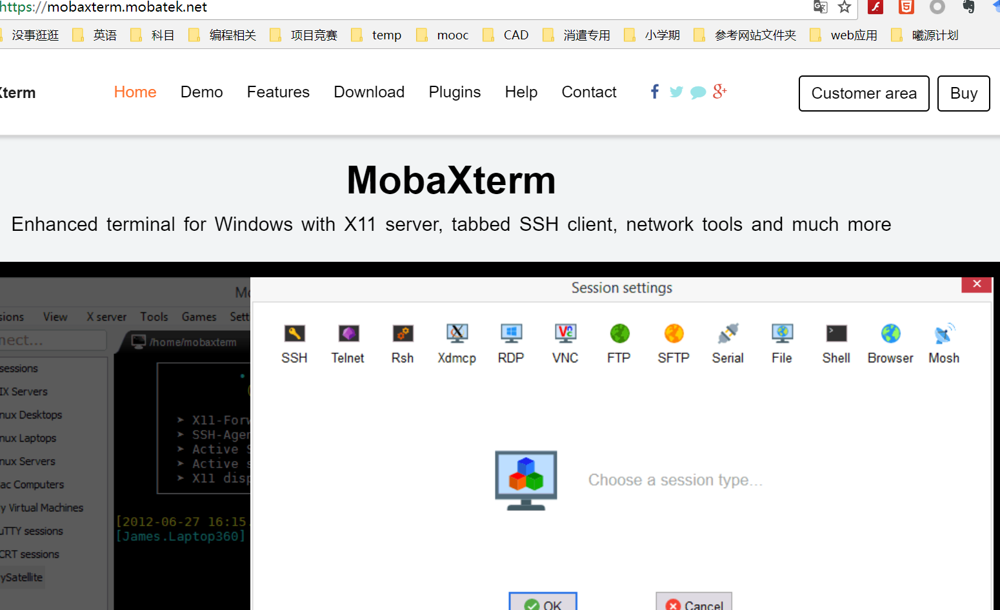 https://mobaxterm.mobatek.net
没事逛逛 英语 科目 编程相关 项目竞赛 temp mooc CAD 消遣专用 小学期 参考网站文件夹 web应用 曦源计划
Xterm Home Demo Features Download Plugins Help Contact Customer area Buy
MobaXterm
Enhanced terminal for Windows with X11 server, tabbed SSH client, network tools and much more
Session settings
sions View X server Tools Games Sett
nect...
/home/mobaxterm
SSH Telnet Rsh Xdmcp RDP VNC FTP SFTP Serial File Shell Browser Mosh
sessions
IX Servers
nux Desktops
nux Laptops
nux Servers
ac Computers
y Virtual Machines
uTTY sessions
CRT sessions
ySatellite
➤ X11-Forw
➤ SSH-Agen
➤ Active S
➤ Active s
➤ X11 disp
[2012-06-27 16:15.
[James.Laptop360]
Choose a session type...
OK Cancel